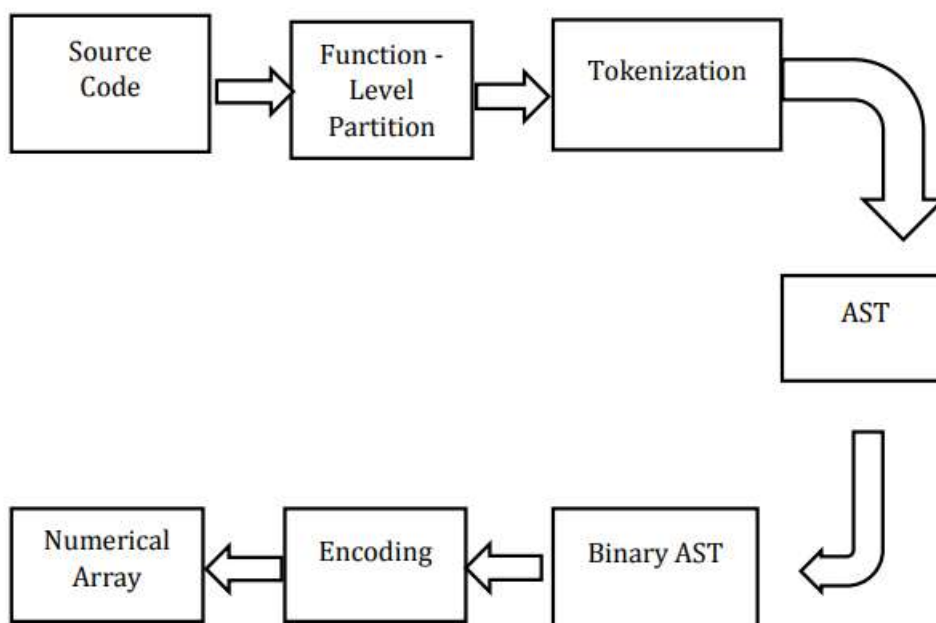 Source
Code
Function -
Level
Partition
Tokenization
AST
Binary AST
Encoding
Numerical
Array